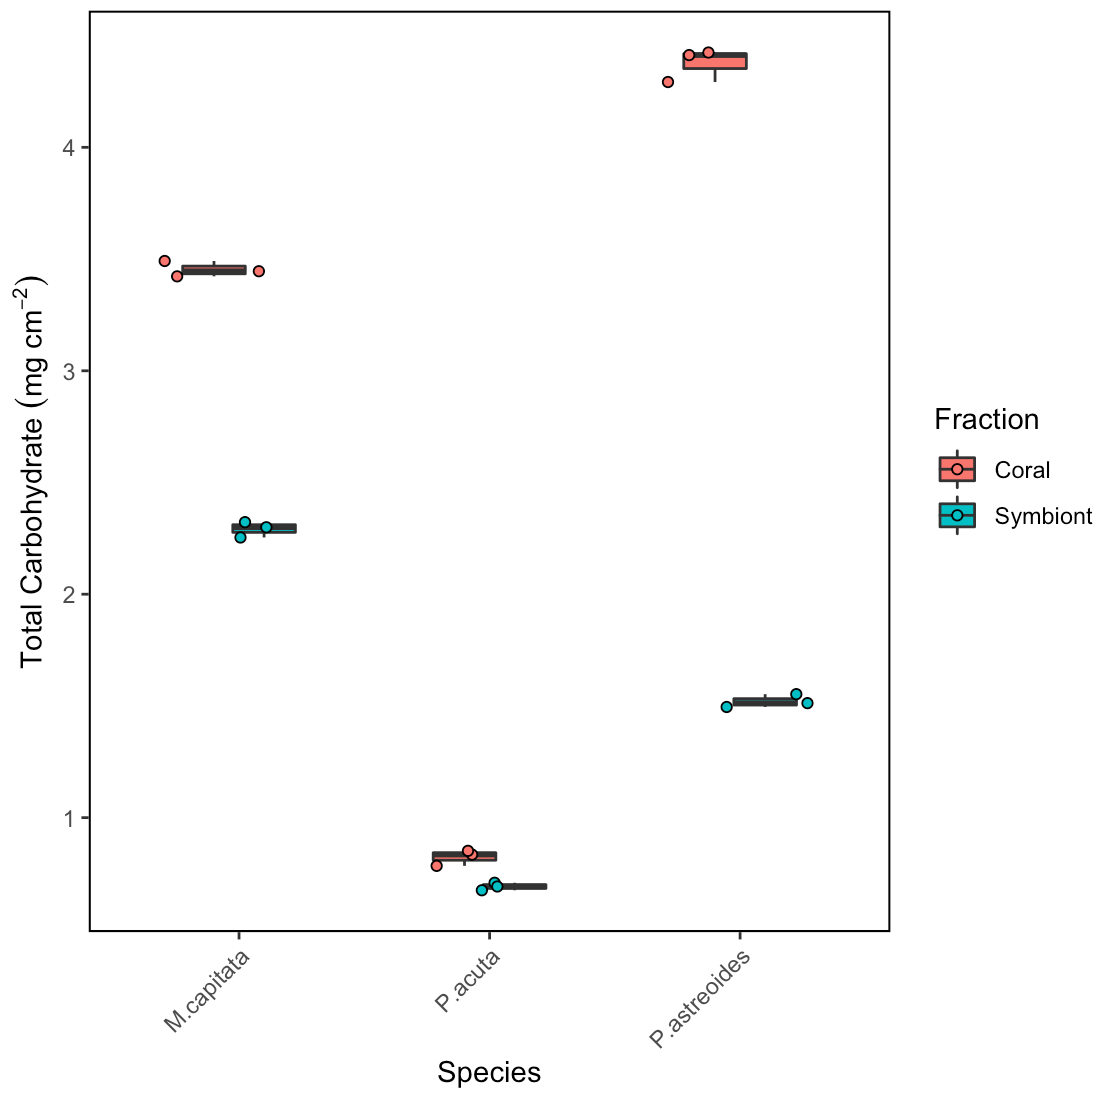 Total Carbohydrate (mg cm⁻²)
4
3
2
1
M.capitata
P.acuta
P.astreoides
Species
Fraction
Coral
Symbiont